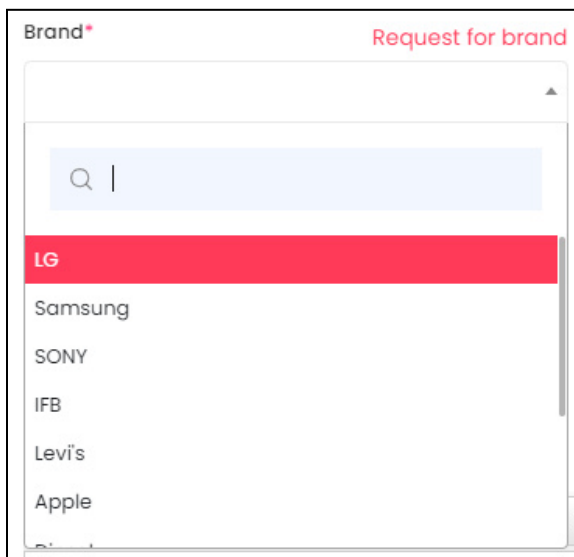 Brand*
Request for brand
LG
Samsung
SONY
IFB
Levi's
Apple